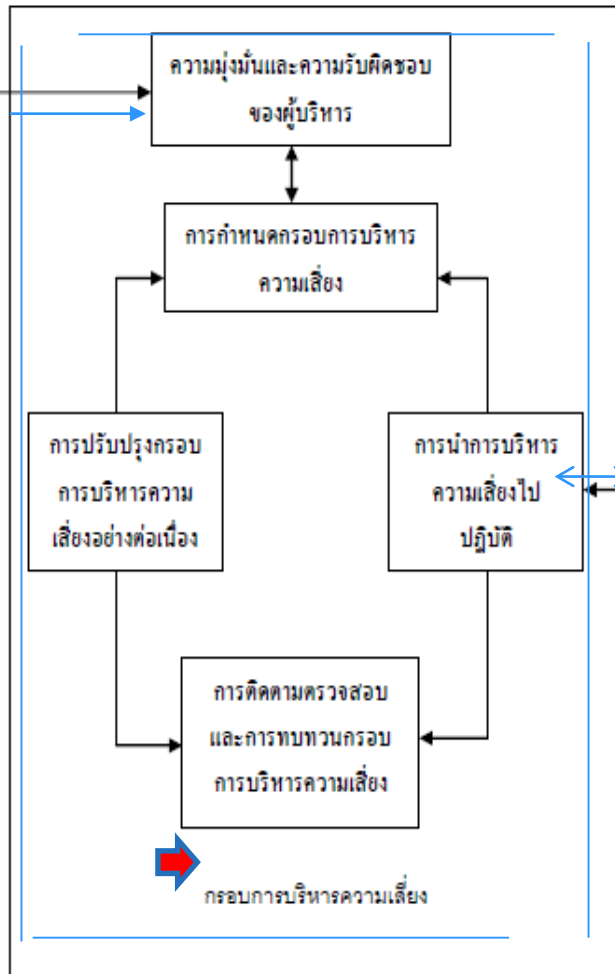 ความมุ่งมั่นและความรับผิดชอบ
ของผู้บริหาร
การกำหนดกรอบการบริหาร
ความเสี่ยง
การปรับปรุงกรอบ
การบริหารความ
เสี่ยงอย่างต่อเนื่อง
การนำการบริหาร
ความเสี่ยงไป
ปฏิบัติ
การติดตามตรวจสอบ
และการทบทวนกรอบ
การบริหารความเสี่ยง
กรอบการบริหารความเสี่ยง